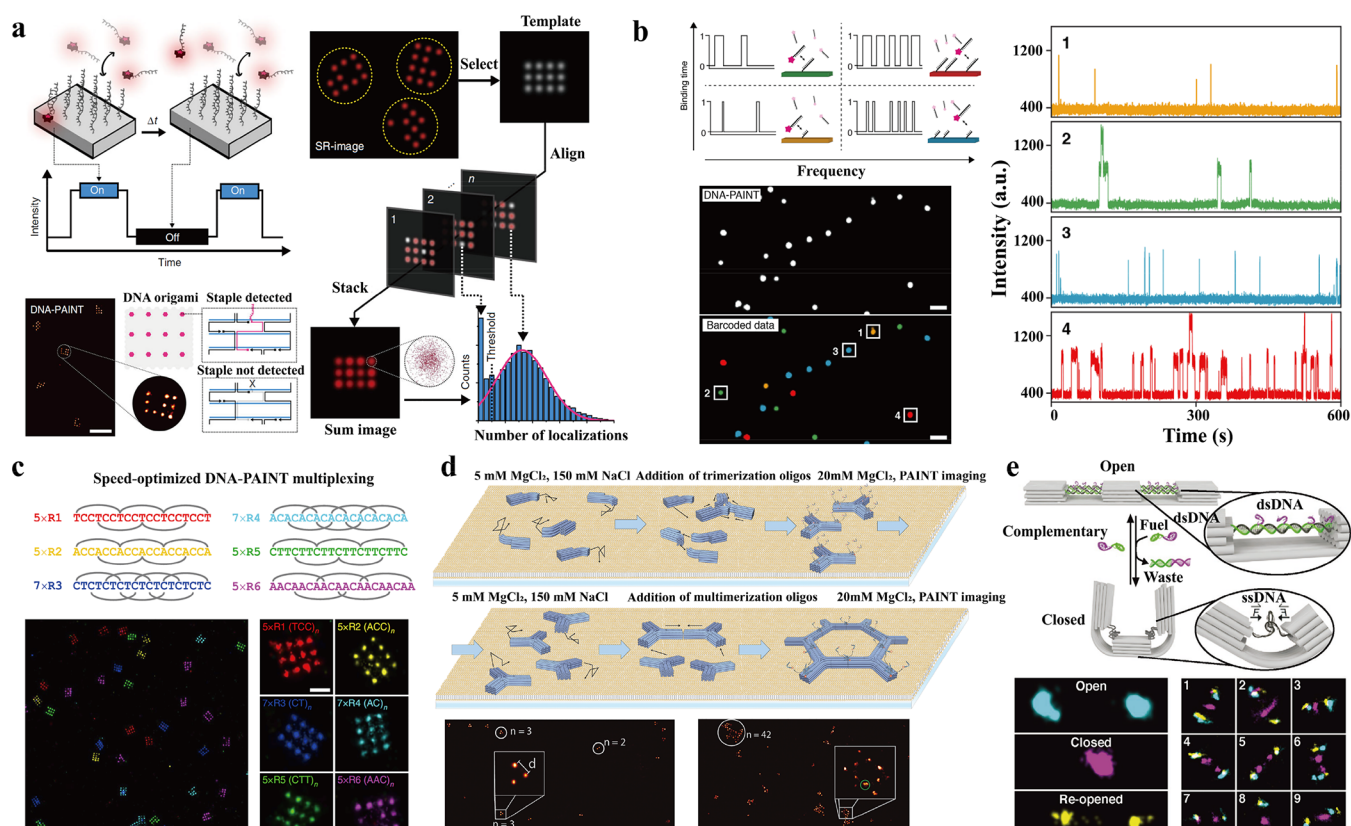 a
Δt
On
On
Off
Intensity
Time
SR-image
Select
Template
Align
n
2
1
Stack
Sum image
Threshold
Counts
Number of localizations
DNA-PAINT
DNA origami
Staple detected
Staple not detected
X
b
Binding time
1
0
1
0
1
0
1
0
Frequency
DNA-PAINT
Barcoded data
1
3
2
4
Intensity (a.u.)
1
1200
400
2
1200
400
3
1200
400
4
1200
400
0
300
600
Time (s)
c
Speed-optimized DNA-PAINT multiplexing
5×R1 TCCTCCTCCTCCTCCTCCT
7×R4 ACACACACACACACACACA
5×R2 ACCACCACCACCACCACCA
5×R5 CTTCTTCTTCTTCTTCTTC
7×R3 CTCTCTCTCTCTCTCTCTC
5×R6 AACAACAACAACAACAACAA
5×R1 (TCC)n
5×R2 (ACC)n
7×R3 (CT)n
7×R4 (AC)n
5×R5 (CTT)n
5×R6 (AAC)n
d
5 mM MgCl₂, 150 mM NaCl Addition of trimerization oligos 20mM MgCl₂, PAINT imaging
5 mM MgCl₂, 150 mM NaCl Addition of multimerization oligos 20mM MgCl₂, PAINT imaging
n = 3
n = 2
d
n = 3
n = 42
e
Open
dsDNA
dsDNA
Complementary
Fuel
Waste
Closed
ssDNA
Open
Closed
Re-opened
1
2
3
4
5
6
7
8
9